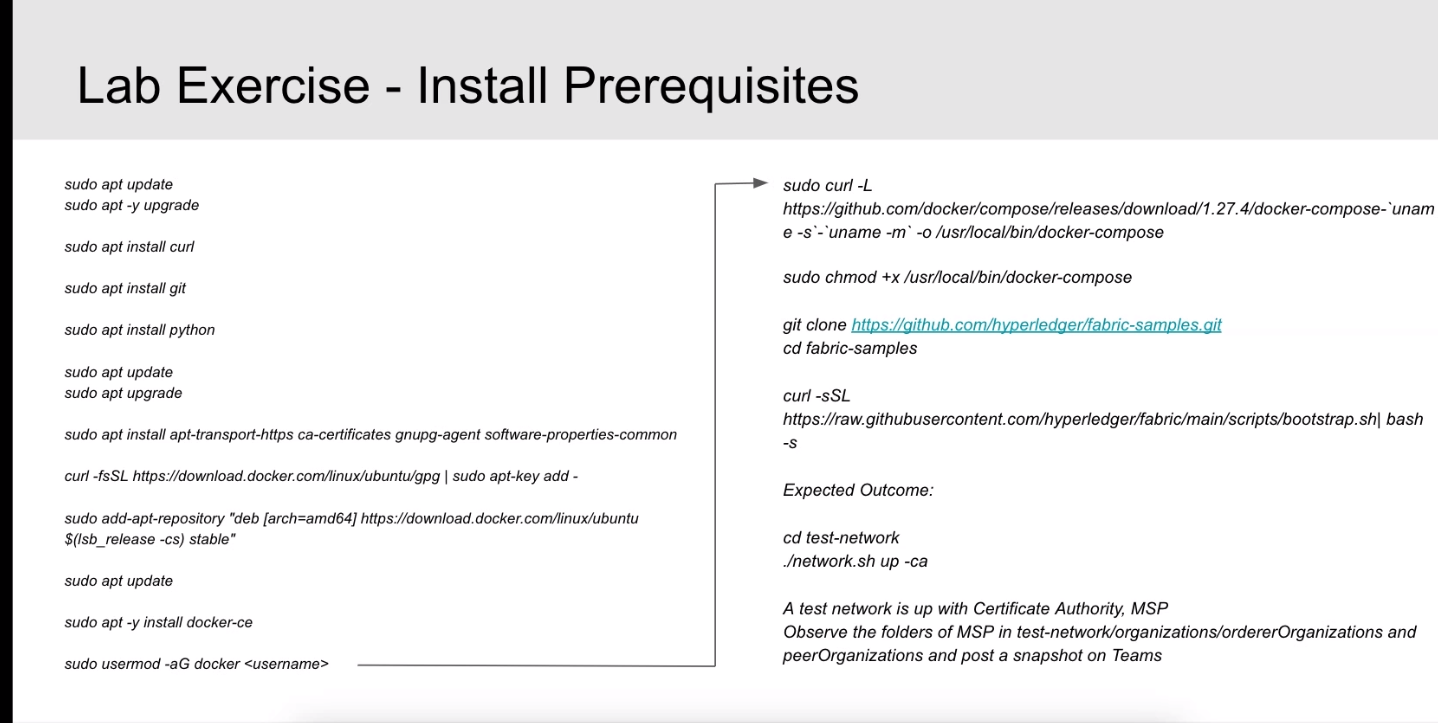 Lab Exercise - Install Prerequisites
sudo apt update
sudo apt -y upgrade
sudo apt install curl
sudo apt install git
sudo apt install python
sudo apt update
sudo apt upgrade
sudo apt install apt-transport-https ca-certificates gnupg-agent software-properties-common
curl -fsSL https://download.docker.com/linux/ubuntu/gpg | sudo apt-key add -
sudo add-apt-repository "deb [arch=amd64] https://download.docker.com/linux/ubuntu
$(lsb_release -cs) stable"
sudo apt update
sudo apt -y install docker-ce
sudo usermod -aG docker <username>
sudo curl -L
https://github.com/docker/compose/releases/download/1.27.4/docker-compose-`unam
e -s`-`uname -m` -o /usr/local/bin/docker-compose
sudo chmod +x /usr/local/bin/docker-compose
git clone https://github.com/hyperledger/fabric-samples.git
cd fabric-samples
curl -sSL
https://raw.githubusercontent.com/hyperledger/fabric/main/scripts/bootstrap.sh| bash
-s
Expected Outcome:
cd test-network
./network.sh up -ca
A test network is up with Certificate Authority, MSP
Observe the folders of MSP in test-network/organizations/ordererOrganizations and
peerOrganizations and post a snapshot on Teams